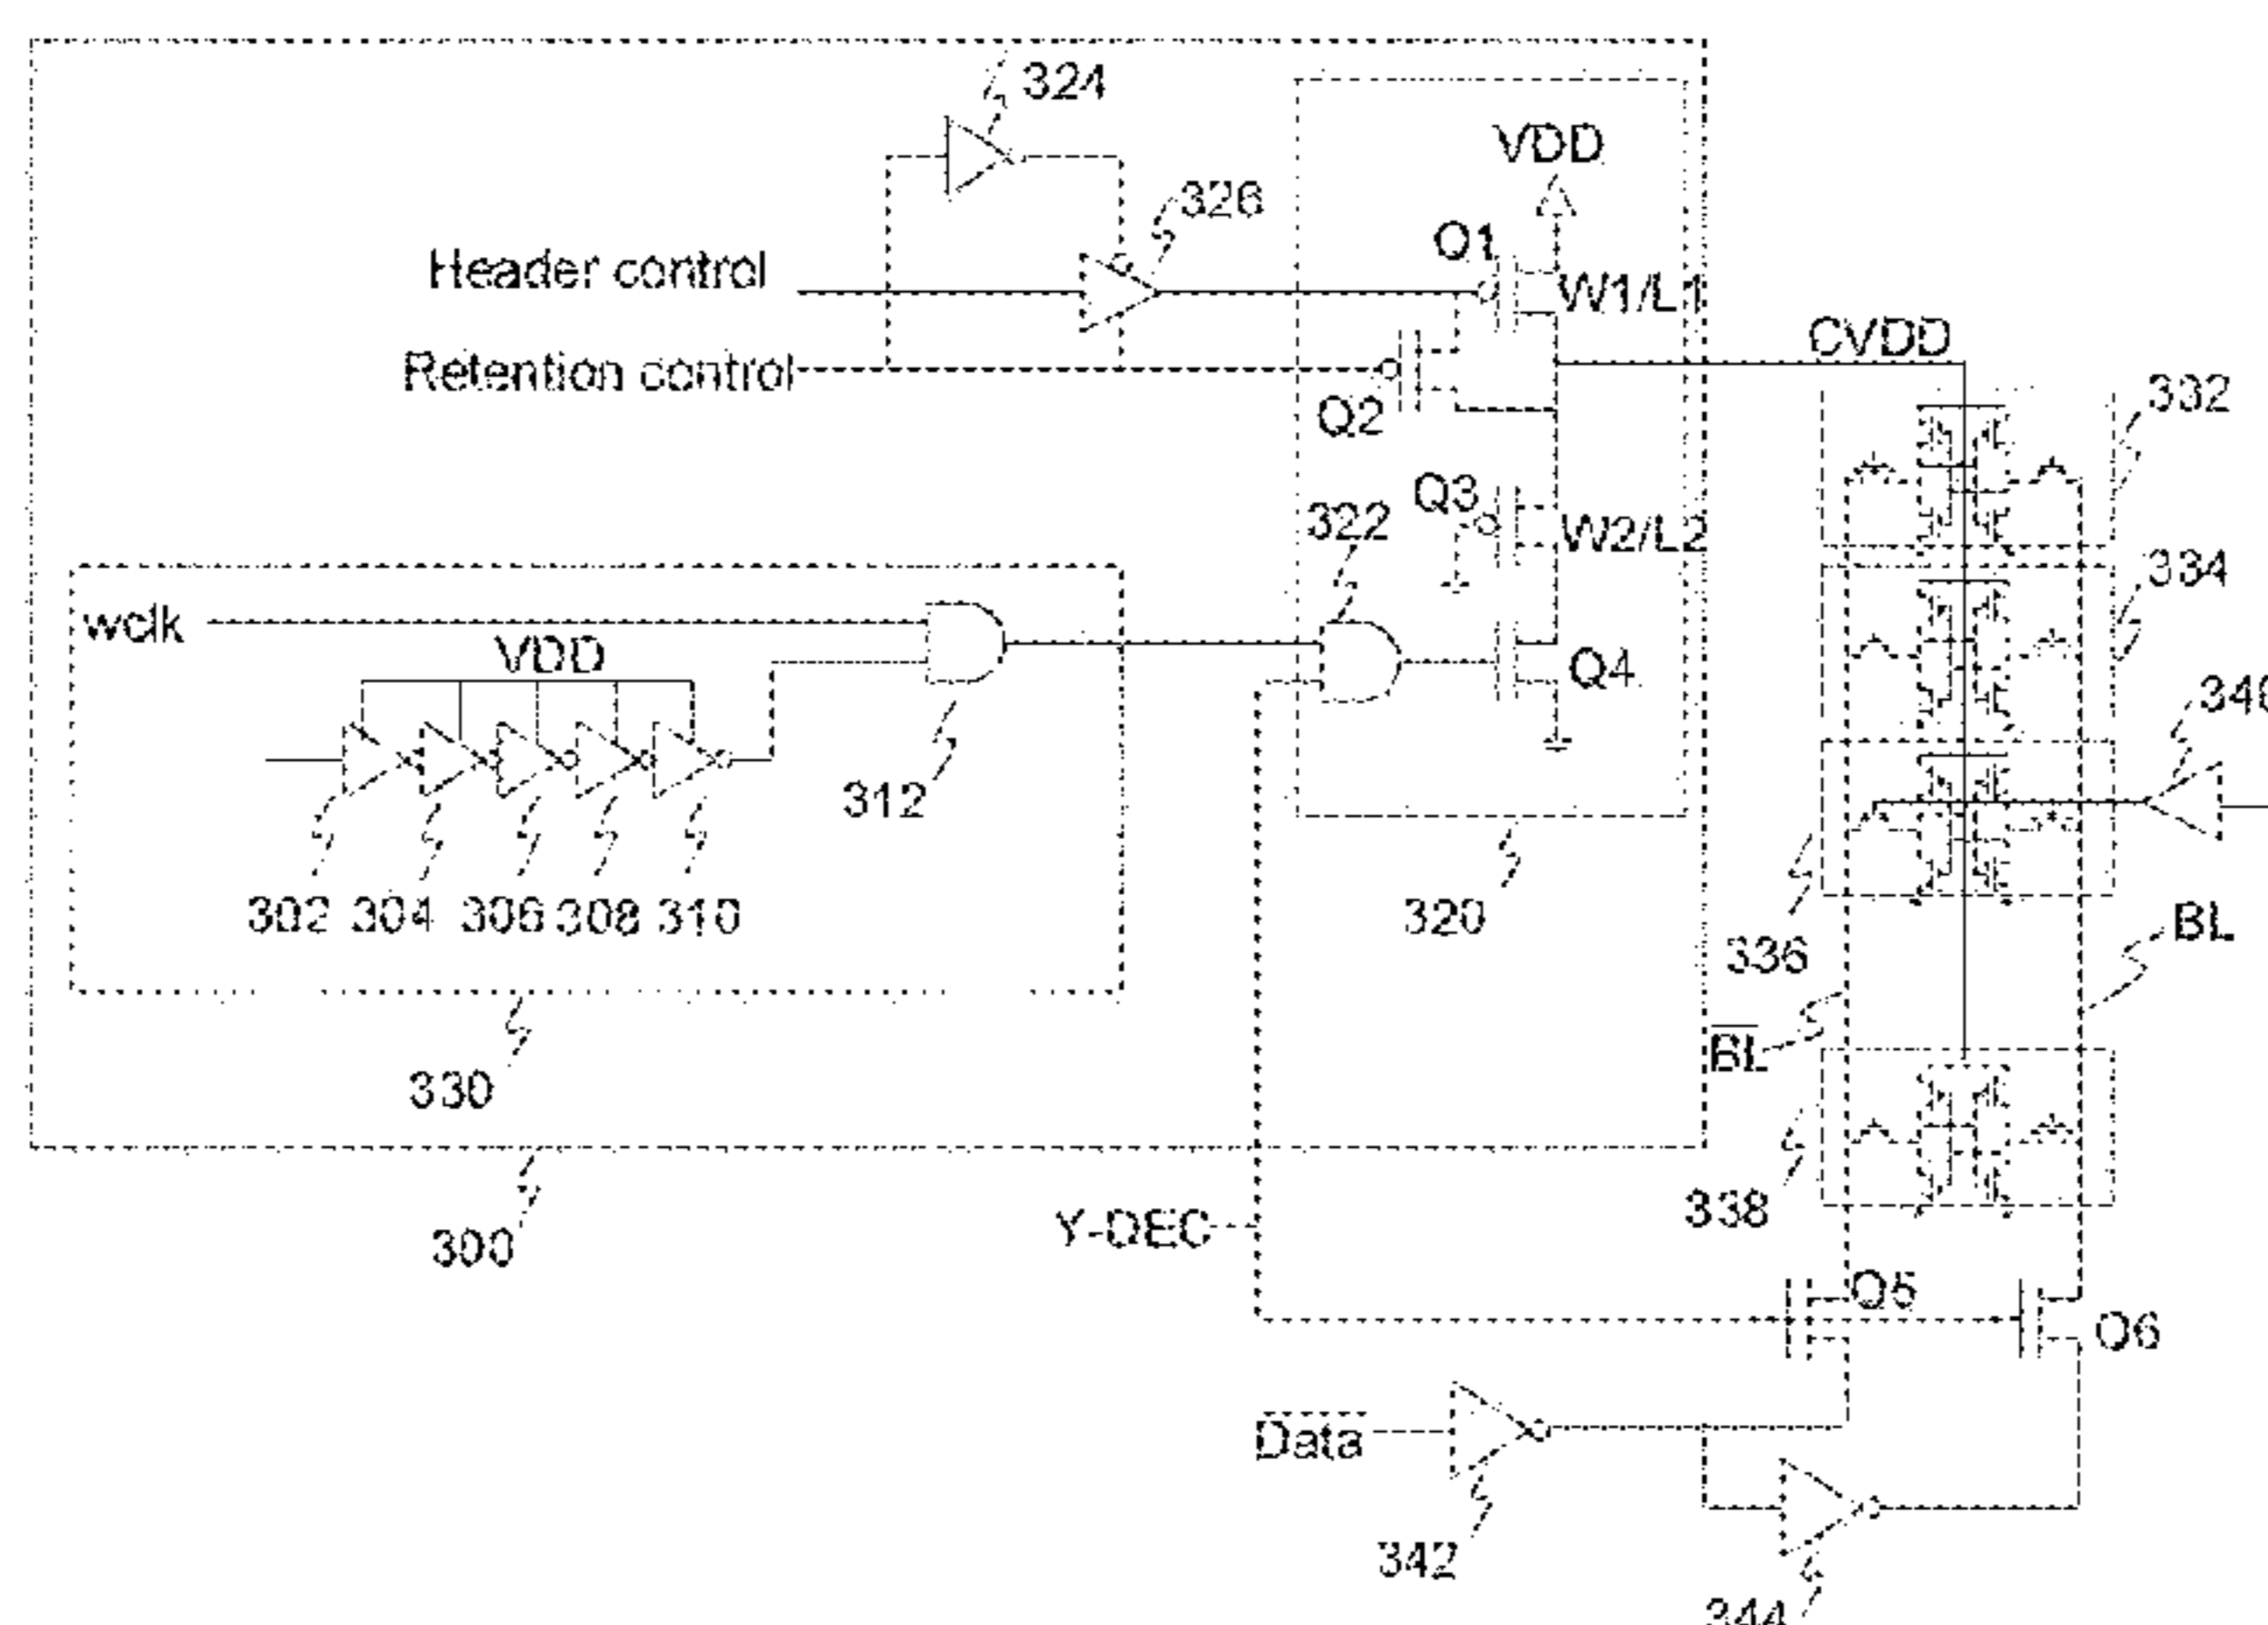 324
VDD
326
Q1
Header control
W1/L1
CVDD
Retention control
332
Q2
Q3
322
W2/L2
334
wclk
VDD
Q4
340
312
302 304 306 308 310
320
BL
336
BL
330
338
Y-DEC
300
Q5
Q6
Data
342
344